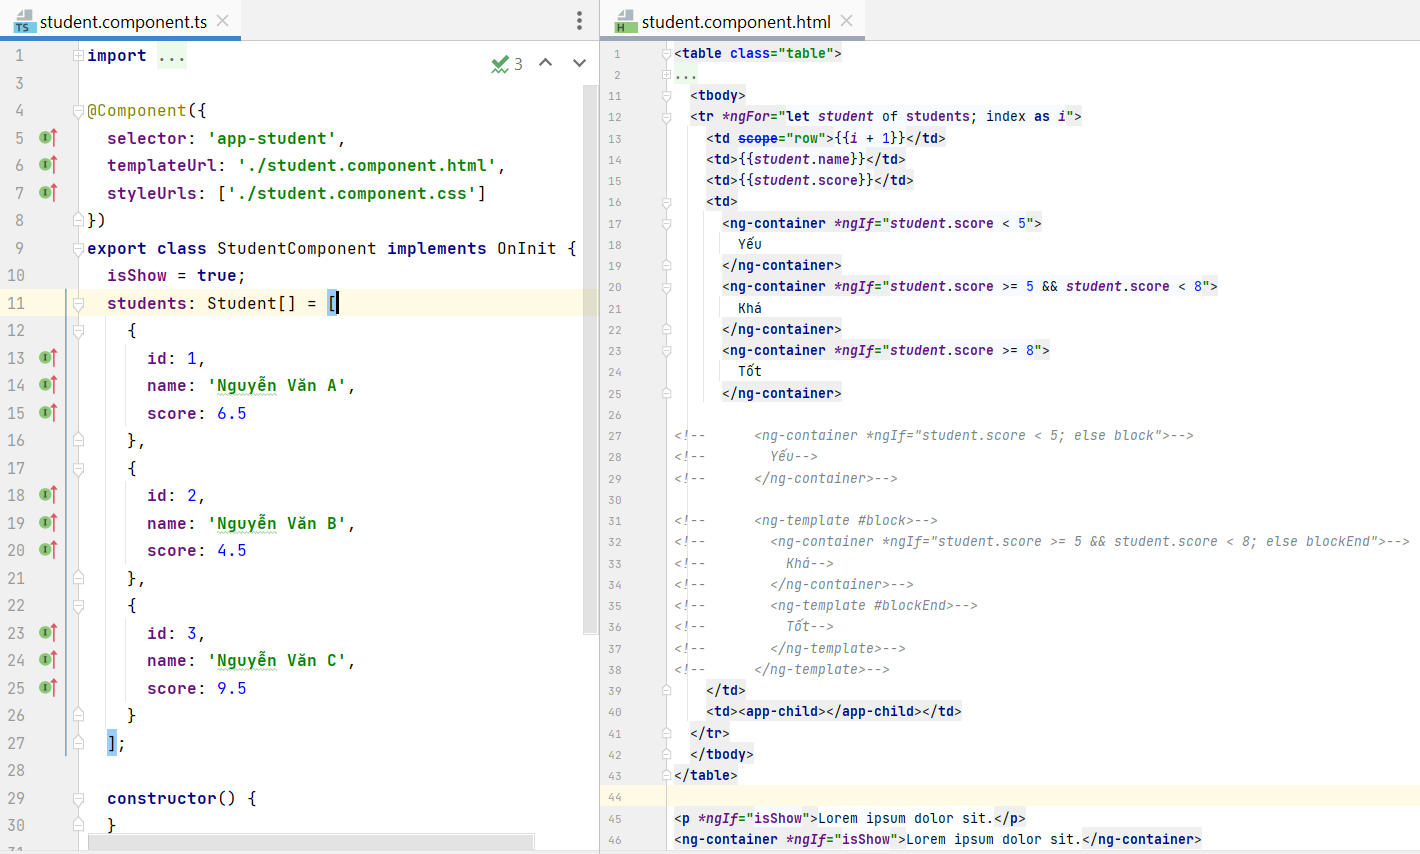 student.component.ts
1 import ...
3
4 @Component({
5 selector: 'app-student',
6 templateUrl: './student.component.html',
7 styleUrls: ['./student.component.css']
8 })
9 export class StudentComponent implements OnInit {
10 isShow = true;
11 students: Student[] = [
12 {
13 id: 1,
14 name: 'Nguyễn Văn A',
15 score: 6.5
16 },
17 {
18 id: 2,
19 name: 'Nguyễn Văn B',
20 score: 4.5
21 },
22 {
23 id: 3,
24 name: 'Nguyễn Văn C',
25 score: 9.5
26 }
27 ];
28
29 constructor() {
30 }
3
student.component.html
1 <table class="table">
2 ...
11 <tbody>
12 <tr *ngFor="let student of students; index as i">
13 <td scope="row">{{i + 1}}</td>
14 <td>{{student.name}}</td>
15 <td>{{student.score}}</td>
16 <td>
17 <ng-container *ngIf="student.score < 5">
18 Yếu
19 </ng-container>
20 <ng-container *ngIf="student.score >= 5 && student.score < 8">
21 Khá
22 </ng-container>
23 <ng-container *ngIf="student.score >= 8">
24 Tốt
25 </ng-container>
26
27 <!-- <ng-container *ngIf="student.score < 5; else block">-->
28 <!-- Yếu-->
29 <!-- </ng-container>-->
30
31 <!-- <ng-template #block>-->
32 <!-- <ng-container *ngIf="student.score >= 5 && student.score < 8; else blockEnd">-->
33 <!-- Khá-->
34 <!-- </ng-container>-->
35 <!-- <ng-template #blockEnd>-->
36 <!-- Tốt-->
37 <!-- </ng-template>-->
38 <!-- </ng-template>-->
39 </td>
40 <td><app-child></app-child></td>
41 </tr>
42 </tbody>
43 </table>
44
45 <p *ngIf="isShow">Lorem ipsum dolor sit.</p>
46 <ng-container *ngIf="isShow">Lorem ipsum dolor sit.</ng-container>